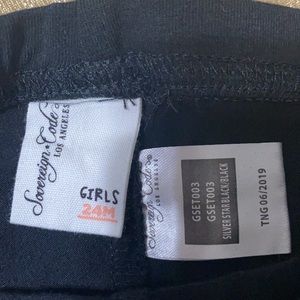 Sovereign Code
LOS ANGELES
GIRLS
24M
Sovereign Code
LOS ANGELES
GSET003
GSET003
SILVER STAR BLACK/BLACK
TNG 06/2019